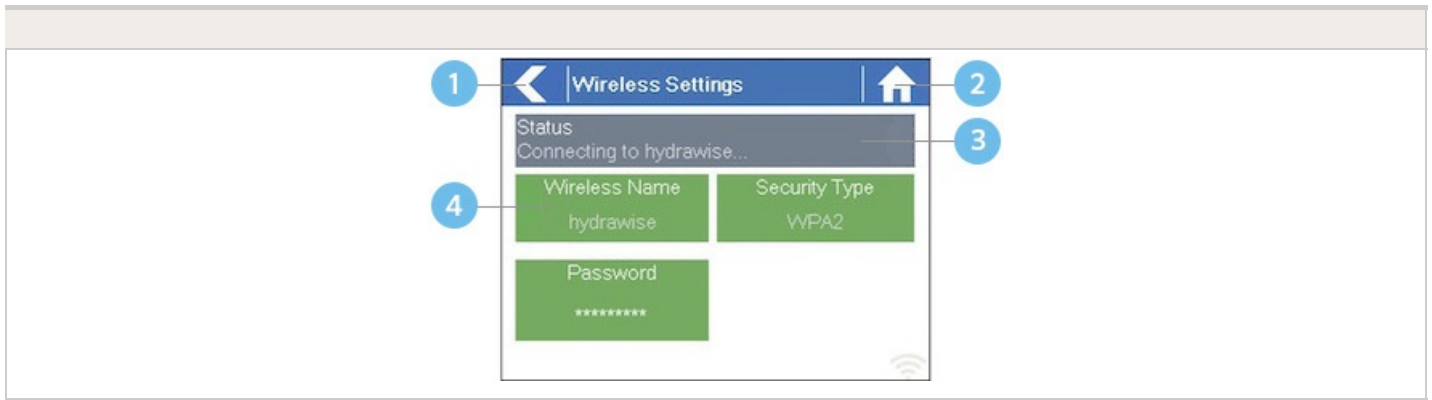 1
Wireless Settings
2
Status
Connecting to hydrawise...
3
4
Wireless Name
hydrawise
Security Type
WPA2
Password
*********